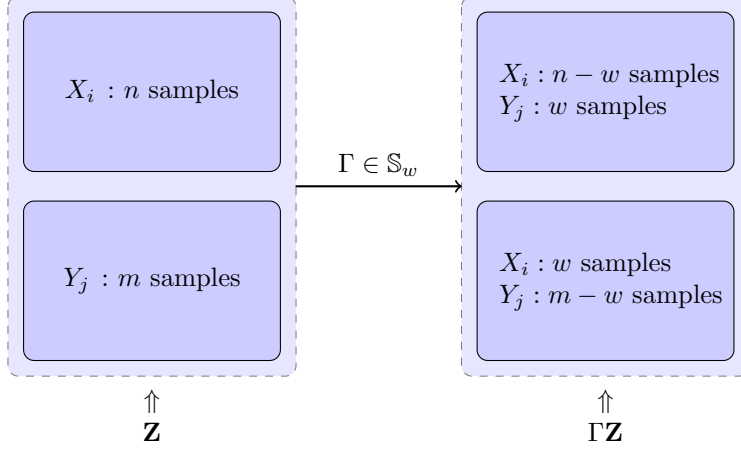 X_i : n samples
Y_j : m samples
Γ ∈ 𝕊_w
X_i : n − w samples
Y_j : w samples
X_i : w samples
Y_j : m − w samples
⇑
Z
⇑
ΓZ